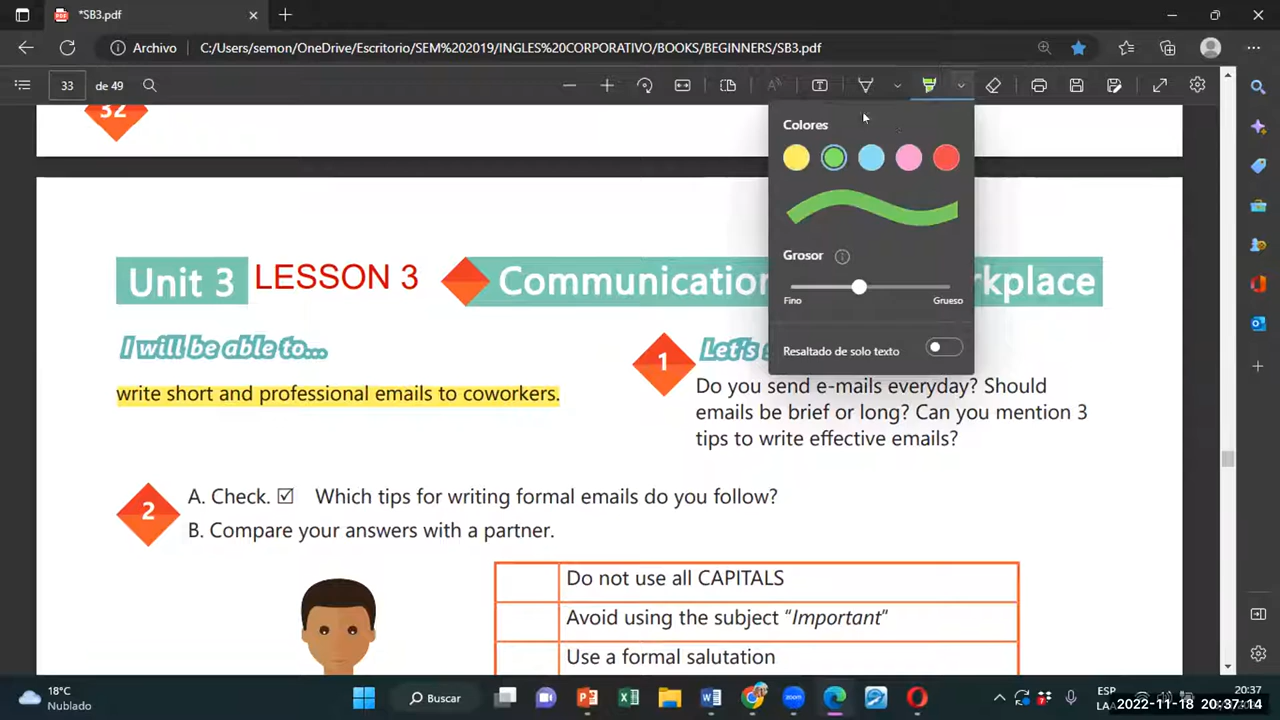 *SB3.pdf
Archivo
C:/Users/semon/OneDrive/Escritorio/SEM%202019/INGLES%20CORPORATIVO/BOOKS/BEGINNERS/SB3.pdf
33 de 49
32
Colores
Grosor
Fino Grueso
Resaltado de solo texto
Unit 3 LESSON 3 Communication kplace
I will be able to...
write short and professional emails to coworkers.
1 Let's s
Do you send e-mails everyday? Should
emails be brief or long? Can you mention 3
tips to write effective emails?
2 A. Check. ☑ Which tips for writing formal emails do you follow?
B. Compare your answers with a partner.
Do not use all CAPITALS
Avoid using the subject "Important"
Use a formal salutation
18°C
Nublado
Buscar
zoom
ESP
LAA
20:37
2022-11-18 20:37:14